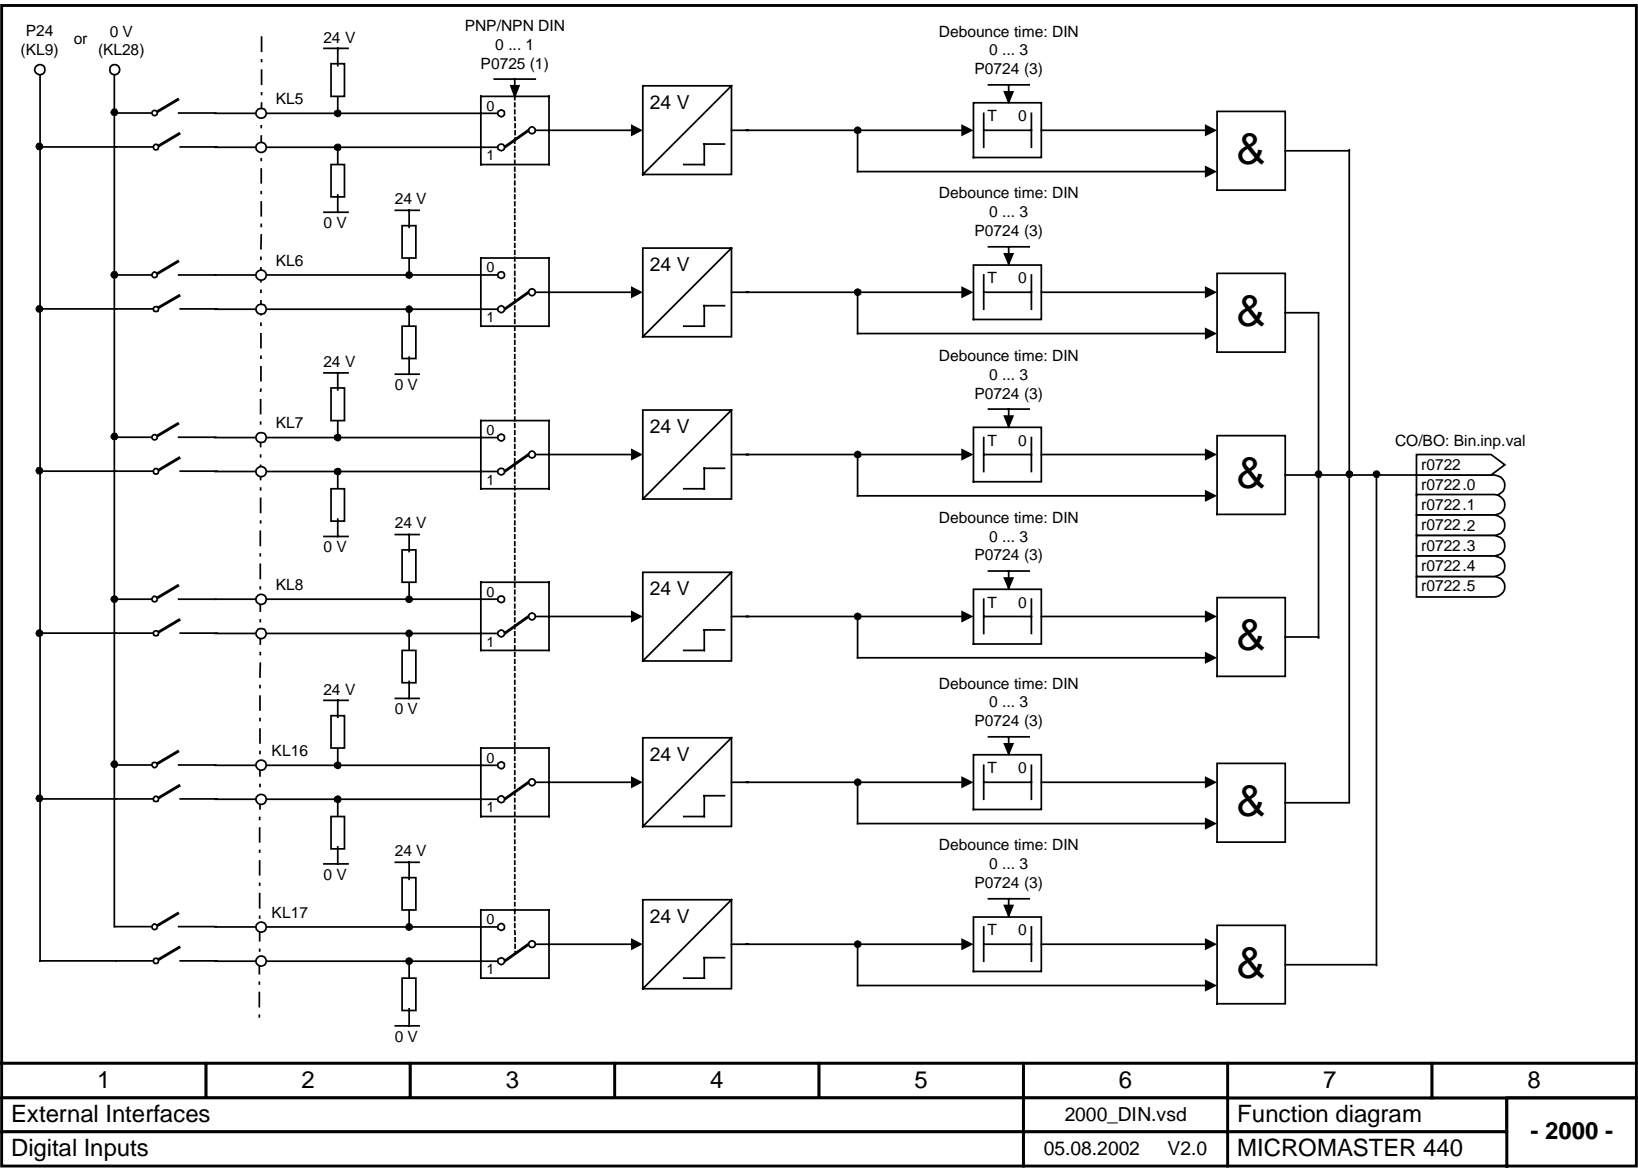 P24 or 0 V
(KL9) (KL28)
24 V
PNP/NPN DIN
0 ... 1
P0725 (1)
Debounce time: DIN
0 ... 3
P0724 (3)
KL5
0
1
24 V
T 0
&
0 V
24 V
Debounce time: DIN
0 ... 3
P0724 (3)
KL6
0
1
24 V
T 0
&
0 V
24 V
Debounce time: DIN
0 ... 3
P0724 (3)
KL7
0
1
24 V
T 0
&
0 V
24 V
Debounce time: DIN
0 ... 3
P0724 (3)
KL8
0
1
24 V
T 0
&
0 V
24 V
Debounce time: DIN
0 ... 3
P0724 (3)
KL16
0
1
24 V
T 0
&
0 V
24 V
Debounce time: DIN
0 ... 3
P0724 (3)
KL17
0
1
24 V
T 0
&
0 V
CO/BO: Bin.inp.val
r0722
r0722.0
r0722.1
r0722.2
r0722.3
r0722.4
r0722.5
1 2 3 4 5 6 7 8
External Interfaces 2000_DIN.vsd Function diagram
Digital Inputs 05.08.2002 V2.0 MICROMASTER 440
- 2000 -